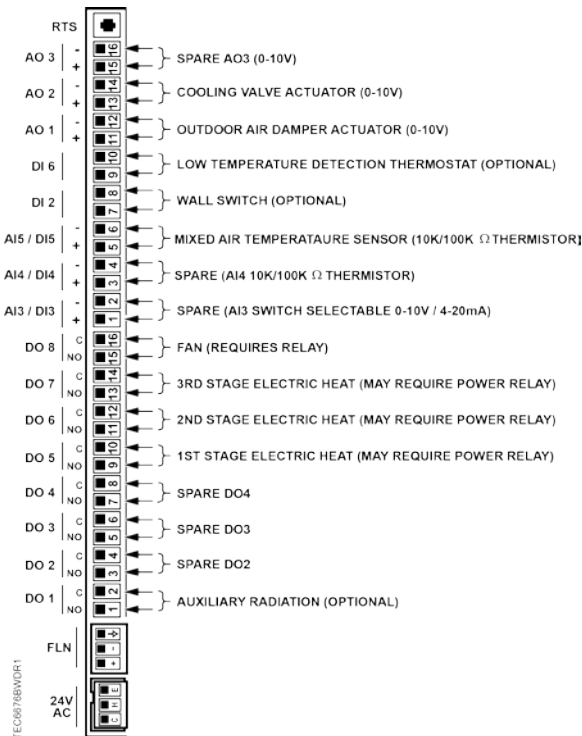 RTS
AO 3 - 16
+ 15 SPARE AO3 (0-10V)
AO 2 - 14
+ 13 COOLING VALVE ACTUATOR (0-10V)
AO 1 - 12
+ 11 OUTDOOR AIR DAMPER ACTUATOR (0-10V)
DI 6 10
9 LOW TEMPERATURE DETECTION THERMOSTAT (OPTIONAL)
DI 2 8
7 WALL SWITCH (OPTIONAL)
AI5 / DI5 - 6
+ 5 MIXED AIR TEMPERATAURE SENSOR (10K/100K Ω THERMISTOR)
AI4 / DI4 - 4
+ 3 SPARE (AI4 10K/100K Ω THERMISTOR)
AI3 / DI3 - 2
+ 1 SPARE (AI3 SWITCH SELECTABLE 0-10V / 4-20mA)
DO 8 C 16
NO 15 FAN (REQUIRES RELAY)
DO 7 C 14
NO 13 3RD STAGE ELECTRIC HEAT (MAY REQUIRE POWER RELAY)
DO 6 C 12
NO 11 2ND STAGE ELECTRIC HEAT (MAY REQUIRE POWER RELAY)
DO 5 C 10
NO 9 1ST STAGE ELECTRIC HEAT (MAY REQUIRE POWER RELAY)
DO 4 C 8
NO 7 SPARE DO4
DO 3 C 6
NO 5 SPARE DO3
DO 2 C 4
NO 3 SPARE DO2
DO 1 C 2
NO 1 AUXILIARY RADIATION (OPTIONAL)
FLN
-
+
24V
AC
E
H
C
TEC6676BWDR1